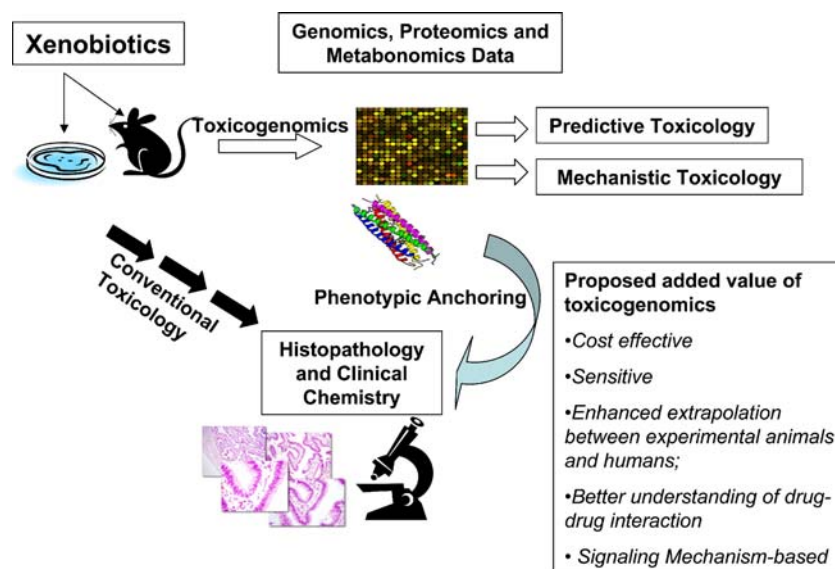 Xenobiotics
Genomics, Proteomics and
Metabonomics Data
Toxicogenomics
Predictive Toxicology
Mechanistic Toxicology
Conventional
Toxicology
Phenotypic Anchoring
Histopathology
and Clinical
Chemistry
Proposed added value of
toxicogenomics
•Cost effective
•Sensitive
•Enhanced extrapolation
between experimental animals
and humans;
•Better understanding of drug-
drug interaction
• Signaling Mechanism-based